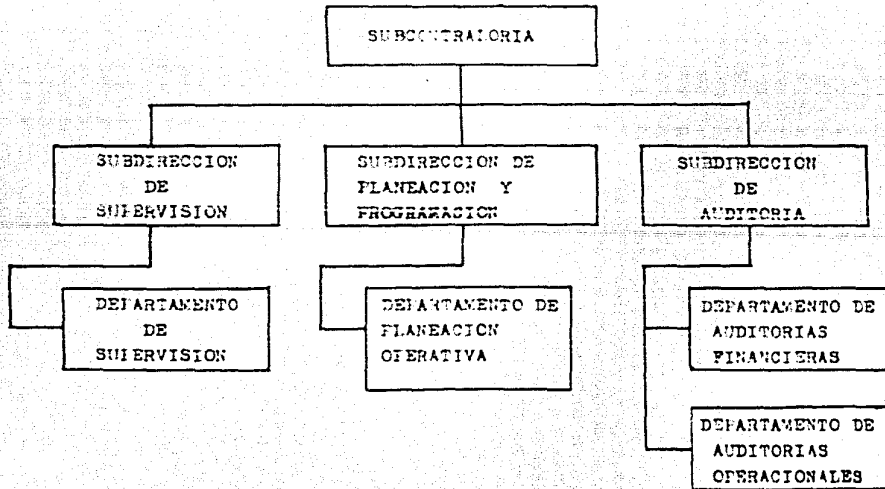 SUBCONTRALORIA
SUBDIRECCION
DE
SUPERVISION
SUBDIRECCION DE
PLANEACION Y
PROGRAMACION
SUBDIRECCIÓN
DE
AUDITORIA
DEPARTAMENTO
DE
SUPERVISION
DEPARTAMENTO DE
PLANEACION
OPERATIVA
DEPARTAMENTO DE
AUDITORIAS
FINANCIERAS
DEPARTAMENTO DE
AUDITORIAS
OPERACIONALES